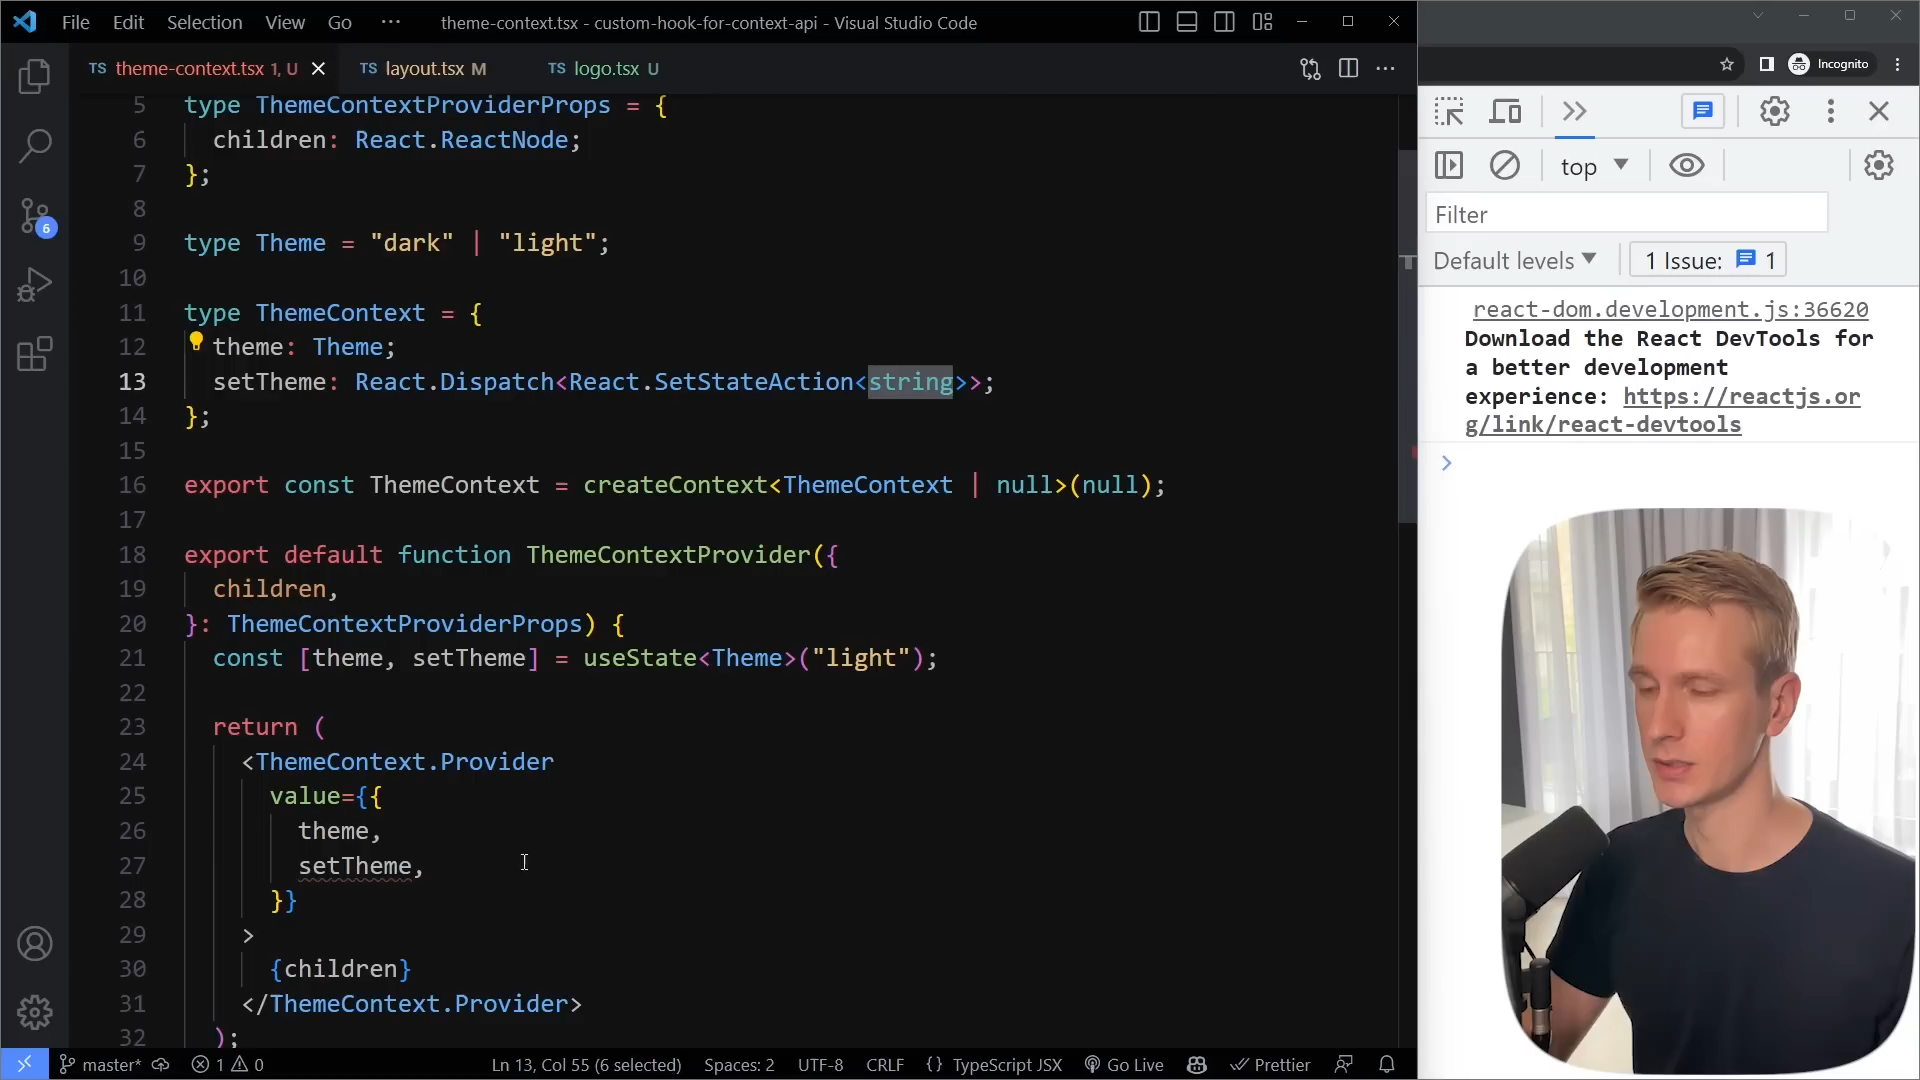 File Edit Selection View Go ··· theme-context.tsx - custom-hook-for-context-api - Visual Studio Code
TS theme-context.tsx 1, U TS layout.tsx M TS logo.tsx U
Incognito
5 type ThemeContextProviderProps = {
6 children: React.ReactNode;
7 };
8
9 type Theme = "dark" | "light";
10
11 type ThemeContext = {
12 theme: Theme;
13 setTheme: React.Dispatch<React.SetStateAction<string>>;
14 };
15
16 export const ThemeContext = createContext<ThemeContext | null>(null);
17
18 export default function ThemeContextProvider({
19 children,
20 }: ThemeContextProviderProps) {
21 const [theme, setTheme] = useState<Theme>("light");
22
23 return (
24 <ThemeContext.Provider
25 value={{
26 theme,
27 setTheme,
28 }}
29 >
30 {children}
31 </ThemeContext.Provider>
32 );
6
master* 1 0 Ln 13, Col 55 (6 selected) Spaces: 2 UTF-8 CRLF {} TypeScript JSX Go Live Prettier
top
Filter
Default levels 1 Issue: 1
react-dom.development.js:36620
Download the React DevTools for
a better development
experience: https://reactjs.or
g/link/react-devtools